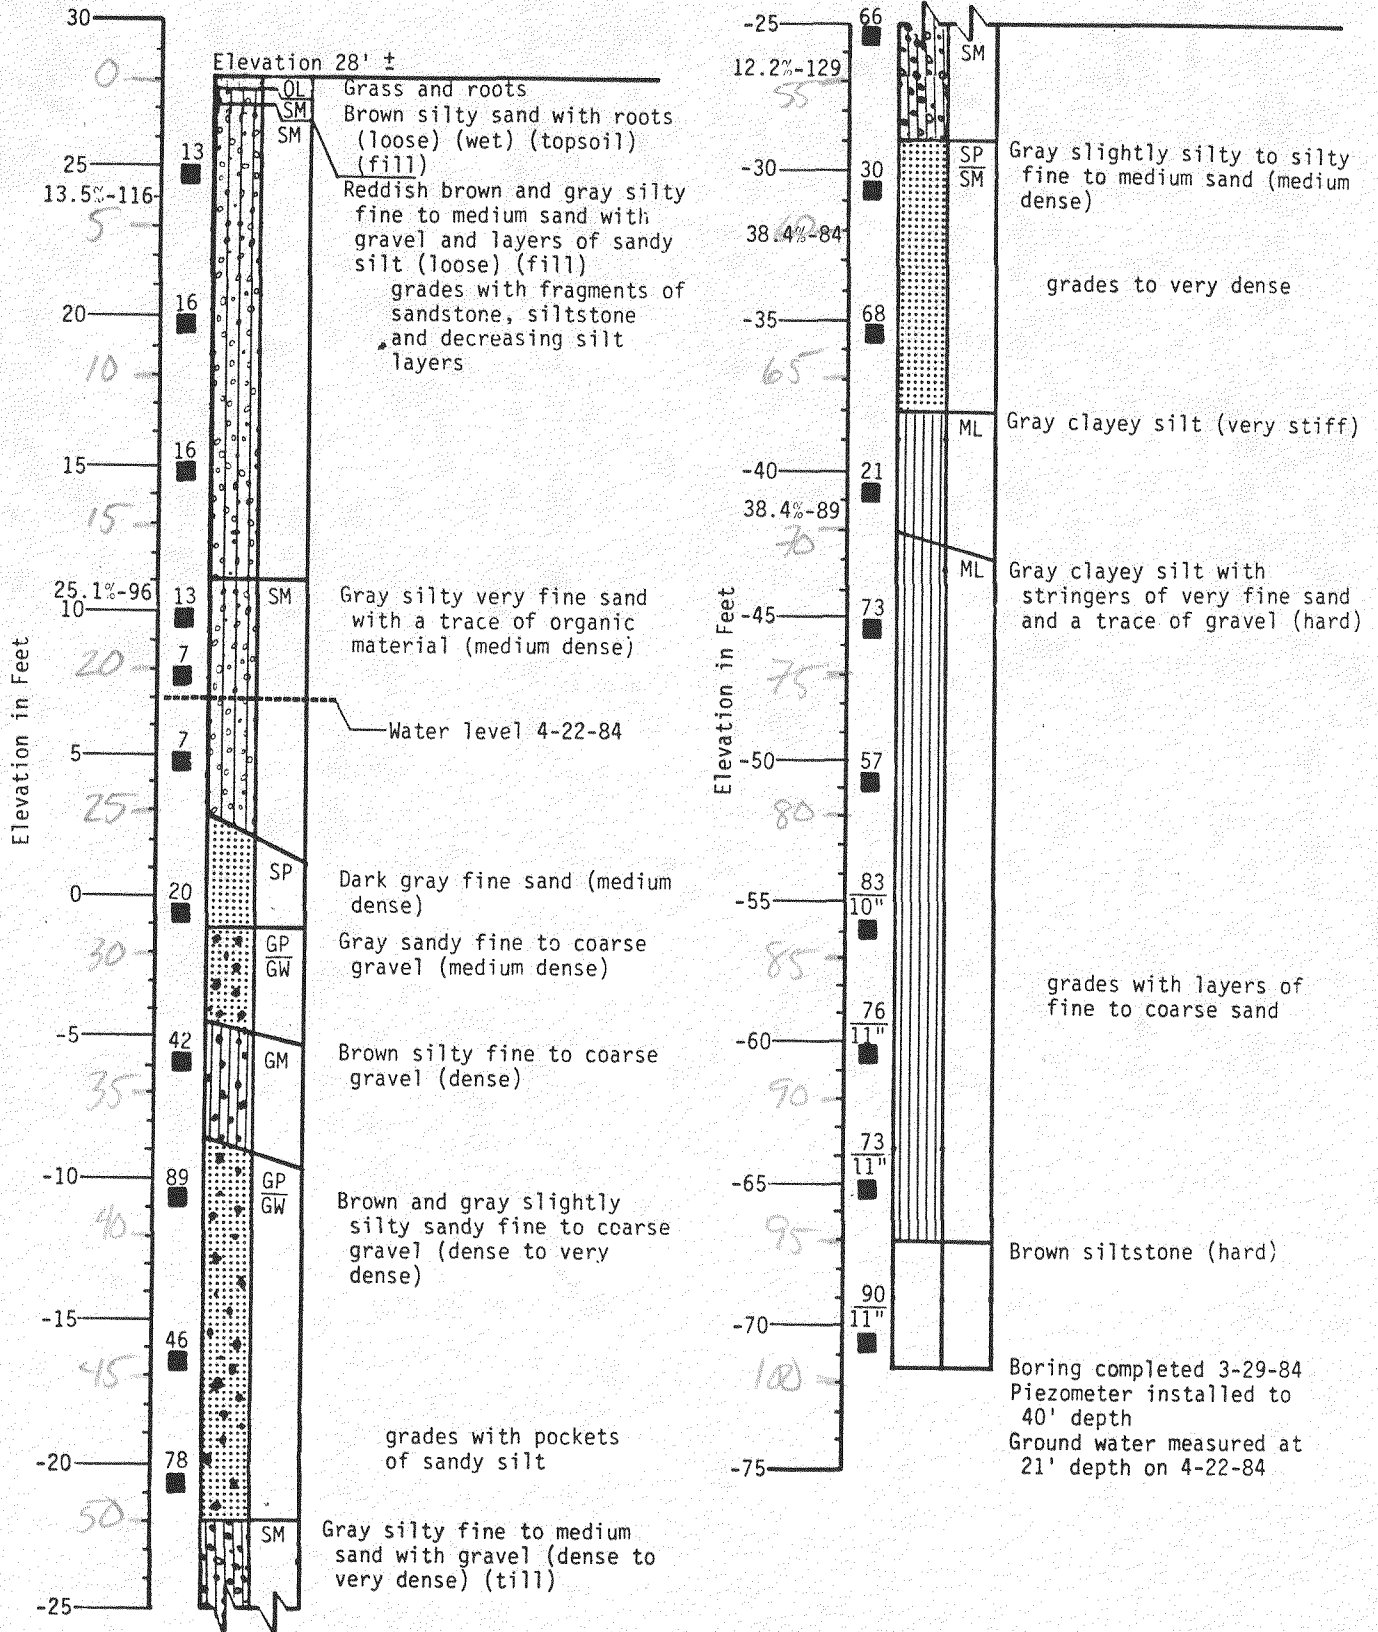 30
Elevation 28' ±
0
OL
Grass and roots
SM
Brown silty sand with roots
(loose) (wet) (topsoil)
(fill)
SM
13
25
13.5%-116
5
Reddish brown and gray silty
fine to medium sand with
gravel and layers of sandy
silt (loose) (fill)
grades with fragments of
sandstone, siltstone
and decreasing silt
layers
16
20
10
16
15
15
25.1%-96
13
10
SM
Gray silty very fine sand
with a trace of organic
material (medium dense)
7
20
Water level 4-22-84
7
5
25
Elevation in Feet
SP
Dark gray fine sand (medium
dense)
20
0
GP
GW
Gray sandy fine to coarse
gravel (medium dense)
30
-5
42
GM
Brown silty fine to coarse
gravel (dense)
35
-10
89
GP
GW
Brown and gray slightly
silty sandy fine to coarse
gravel (dense to very
dense)
40
-15
46
45
grades with pockets
of sandy silt
-20
78
50
SM
Gray silty fine to medium
sand with gravel (dense to
very dense) (till)
-25
-25
66
SM
12.2%-129
55
SP
SM
Gray slightly silty to silty
fine to medium sand (medium
dense)
-30
30
38.4%-84
60
grades to very dense
-35
68
65
ML
Gray clayey silt (very stiff)
-40
21
38.4%-89
70
ML
Gray clayey silt with
stringers of very fine sand
and a trace of gravel (hard)
-45
73
75
Elevation in Feet
-50
57
80
83
10"
-55
85
grades with layers of
fine to coarse sand
76
11"
-60
90
73
11"
-65
95
Brown siltstone (hard)
90
11"
-70
100
Boring completed 3-29-84
Piezometer installed to
40' depth
Ground water measured at
21' depth on 4-22-84
-75